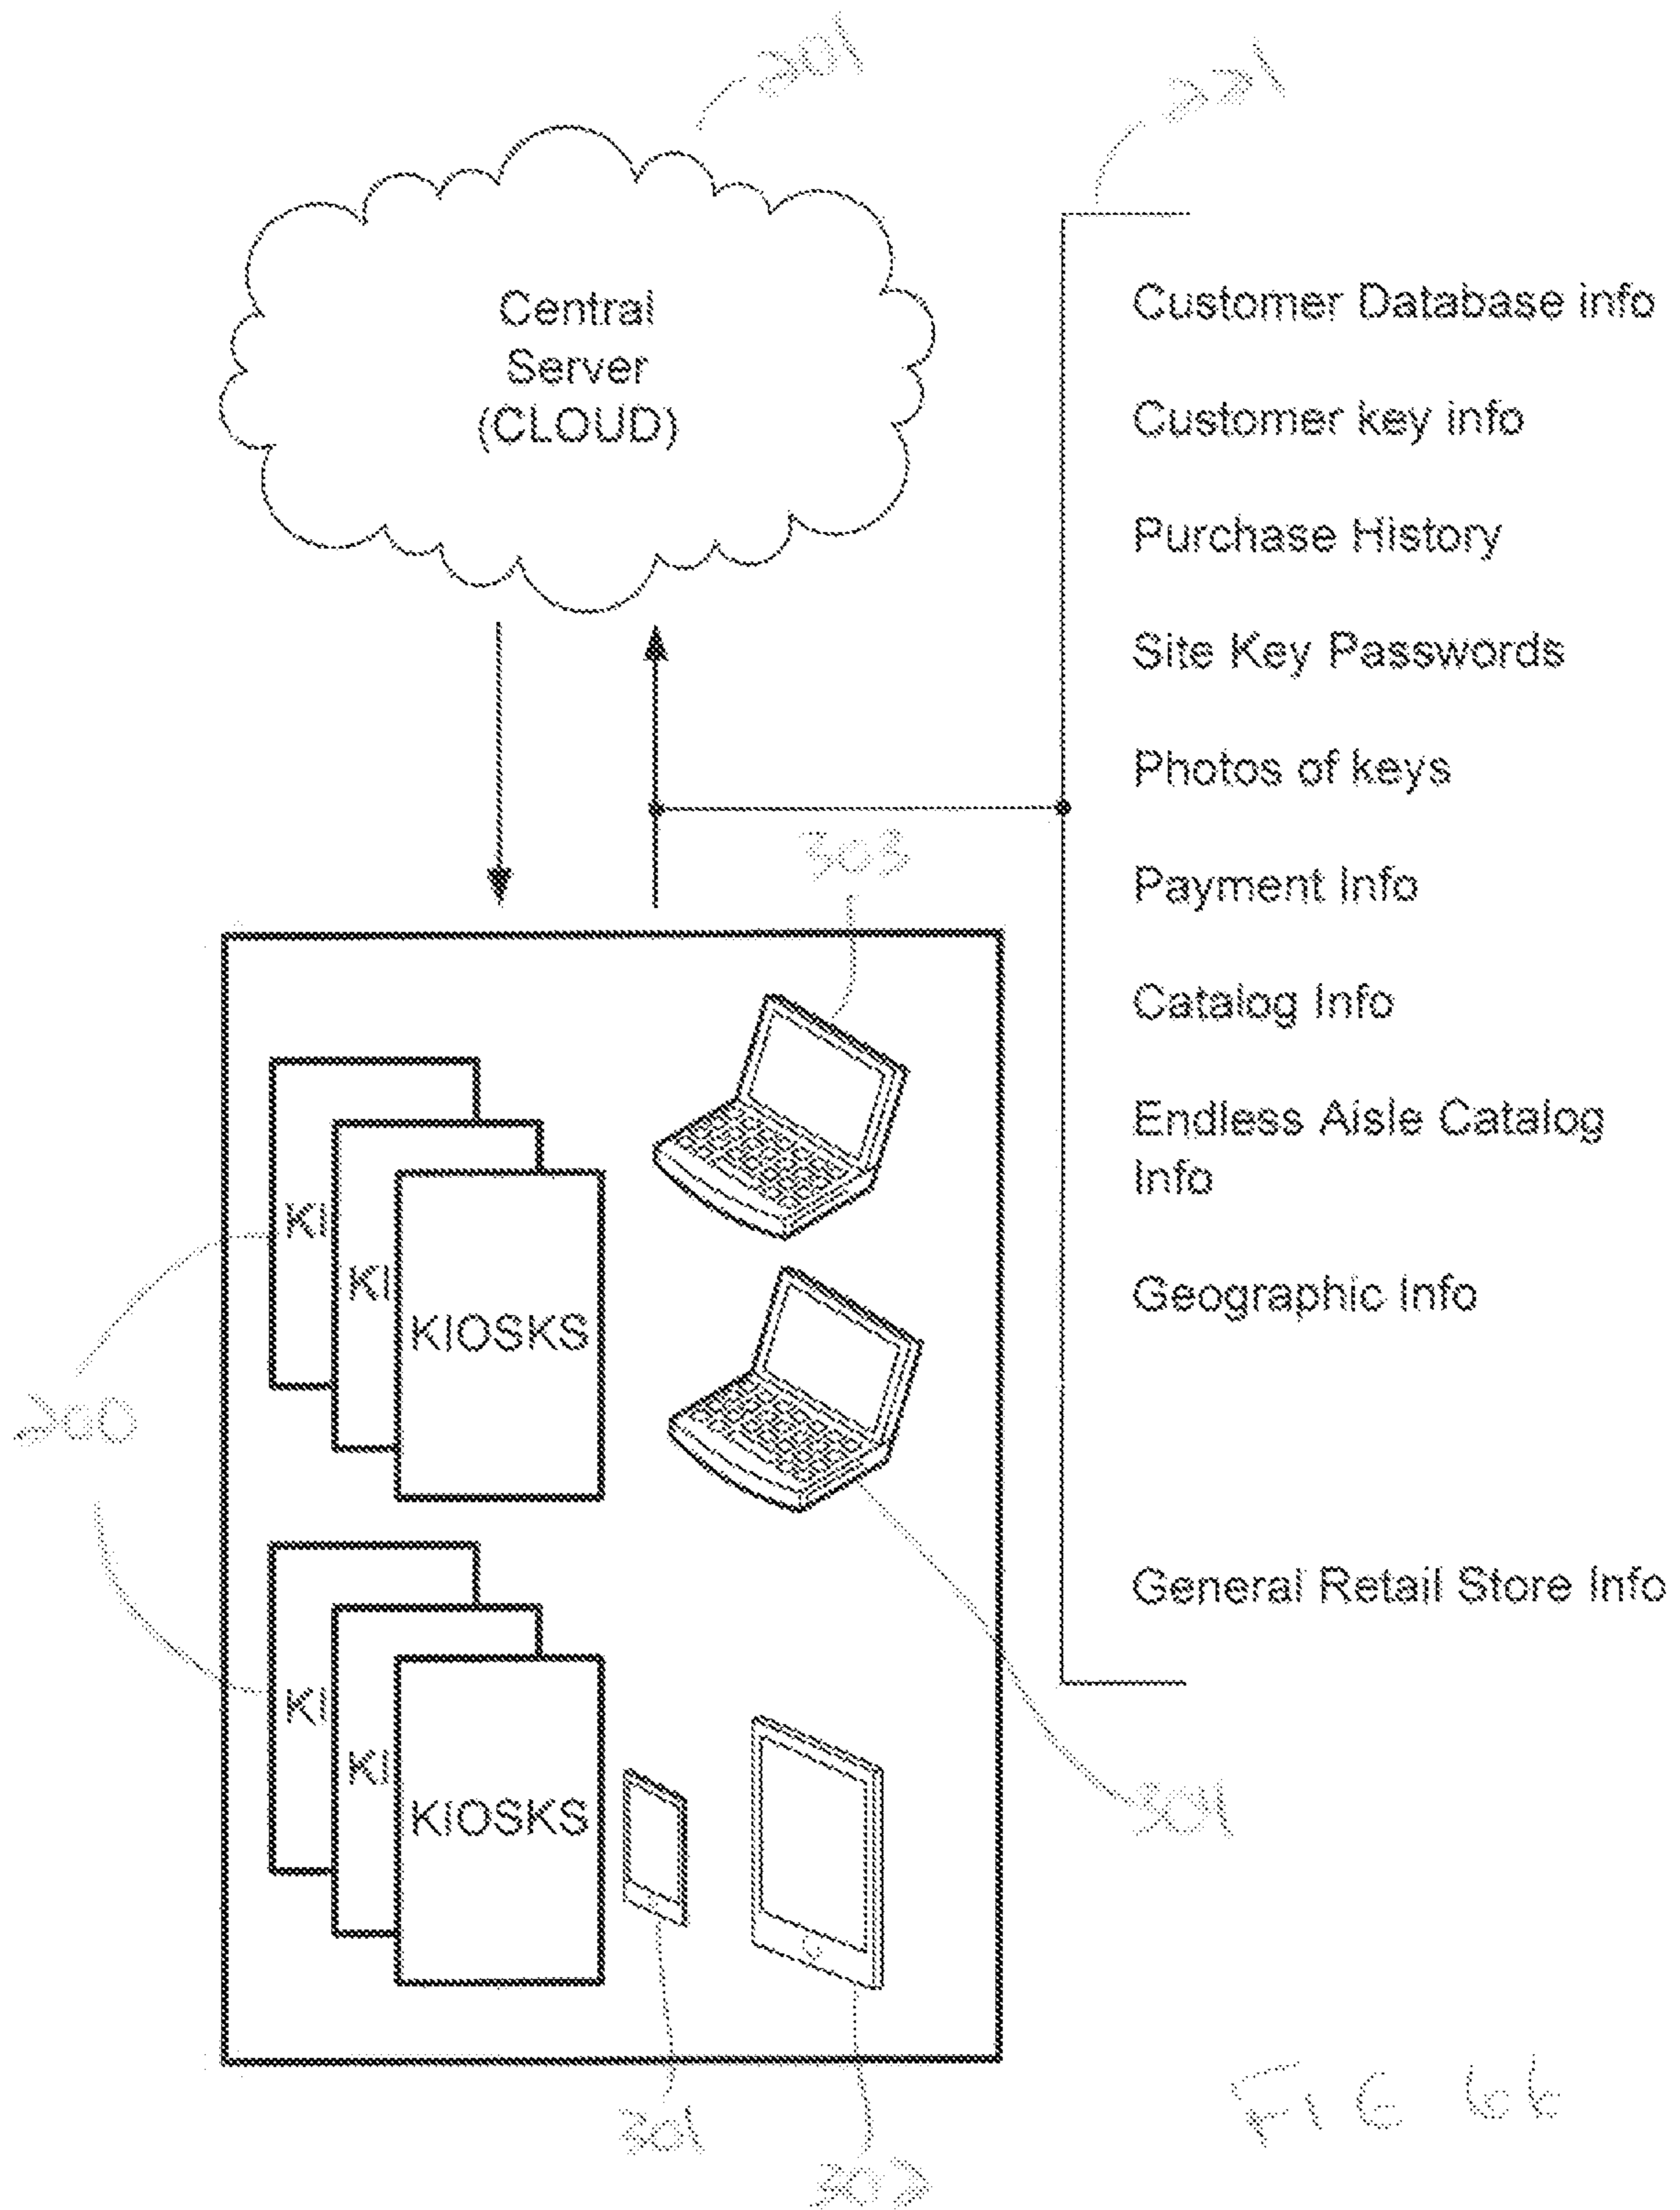 201
221
Central
Server
(CLOUD)
Customer Database info
Customer key info
Purchase History
Site Key Passwords
Photos of keys
Payment Info
Catalog Info
Endless Aisle Catalog
Info
Geographic Info
General Retail Store Info
303
KI
KI
KIOSKS
200
KI
KI
KIOSKS
304
301
302
FIG 66